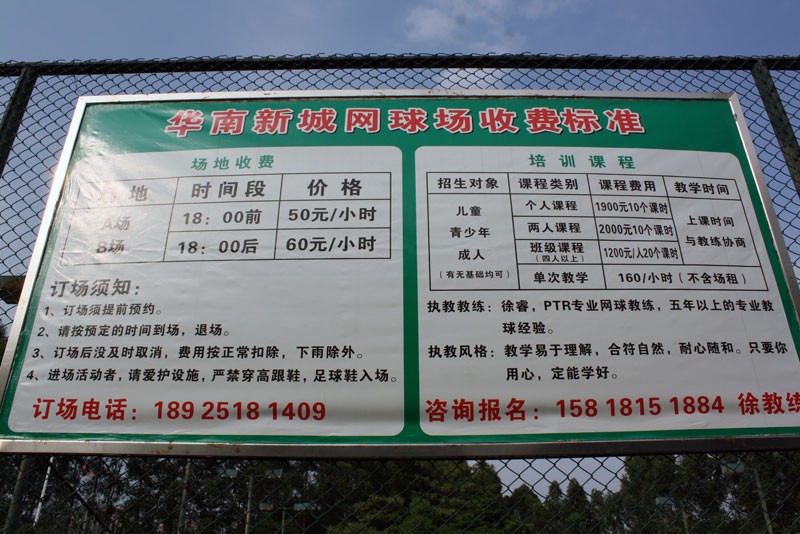 华南新城网球场收费标准
场地收费
地 时间段 价格
A场 18：00前 50元/小时
B场 18：00后 60元/小时
订场须知：
1、订场须提前预约。
2、请按预定的时间到场，退场。
3、订场后没及时取消，费用按正常扣除，下雨除外。
4、进场活动者，请爱护设施，严禁穿高跟鞋，足球鞋入场。
订场电话：189 2518 1409
培训课程
招生对象 课程类别 课程费用 教学时间
儿童
青少年
成人
（有无基础均可）
个人课程 1900元10个课时
两人课程 2000元10个课时
班级课程
（四人以上）
1200元/人20个课时
上课时间
与教练协商
单次教学 160/小时（不含场租）
执教教练：徐睿，PTR专业网球教练，五年以上的专业教
球经验。
执教风格：教学易于理解，合符自然，耐心随和。只要你
用心，定能学好。
咨询报名：158 1815 1884 徐教练